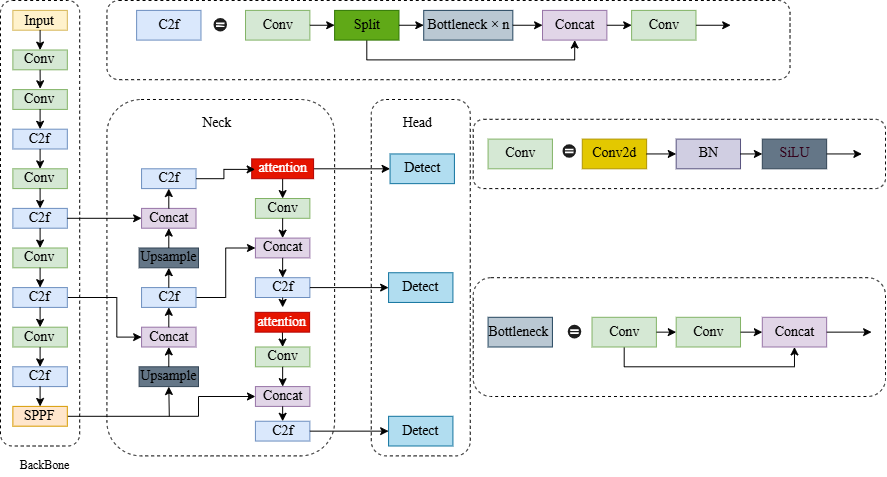 Input
Conv
Conv
C2f
Conv
C2f
Conv
C2f
Conv
C2f
SPPF
BackBone
C2f = Conv Split Bottleneck × n Concat Conv
Neck
C2f
Concat
Upsample
C2f
Concat
Upsample
attention
Conv
Concat
C2f
attention
Conv
Concat
C2f
Head
Detect
Detect
Detect
Conv = Conv2d BN SiLU
Bottleneck = Conv Conv Concat